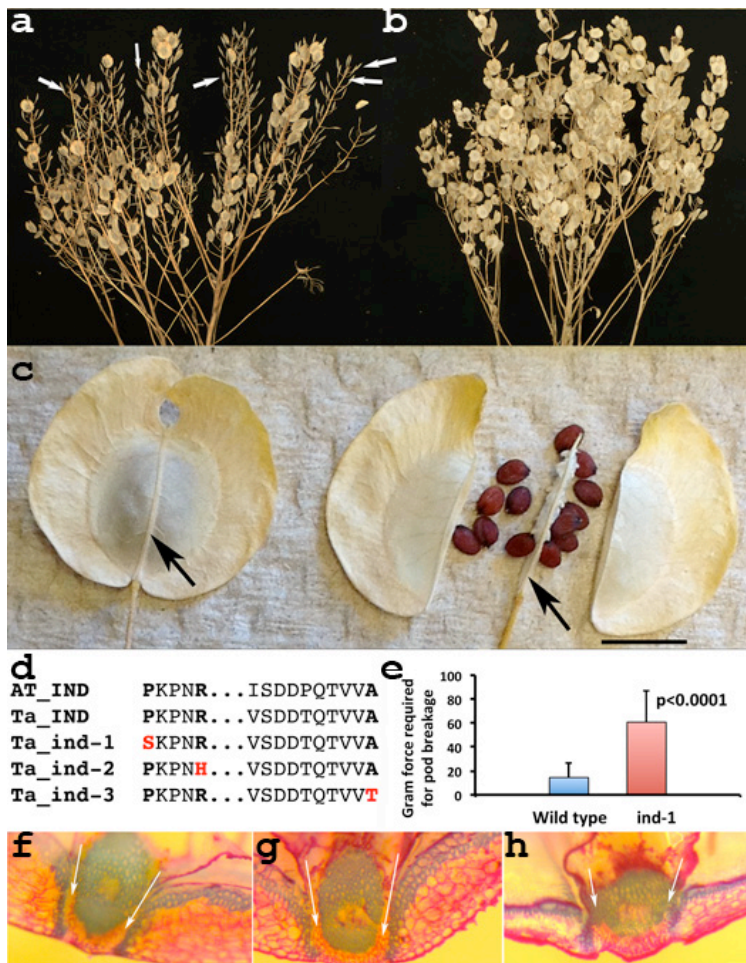 a
b
c
d
AT_IND PKPNR...ISDDPQTVVA
Ta_IND PKPNR...VSDDTQTVVA
Ta_ind-1 SKPNR...VSDDTQTVVA
Ta_ind-2 PKPNH...VSDDTQTVVA
Ta_ind-3 PKPNR...VSDDTQTVVT
e
Gram force required
for pod breakage
100
80
60
40
20
0
p<0.0001
Wild type ind-1
f
g
h